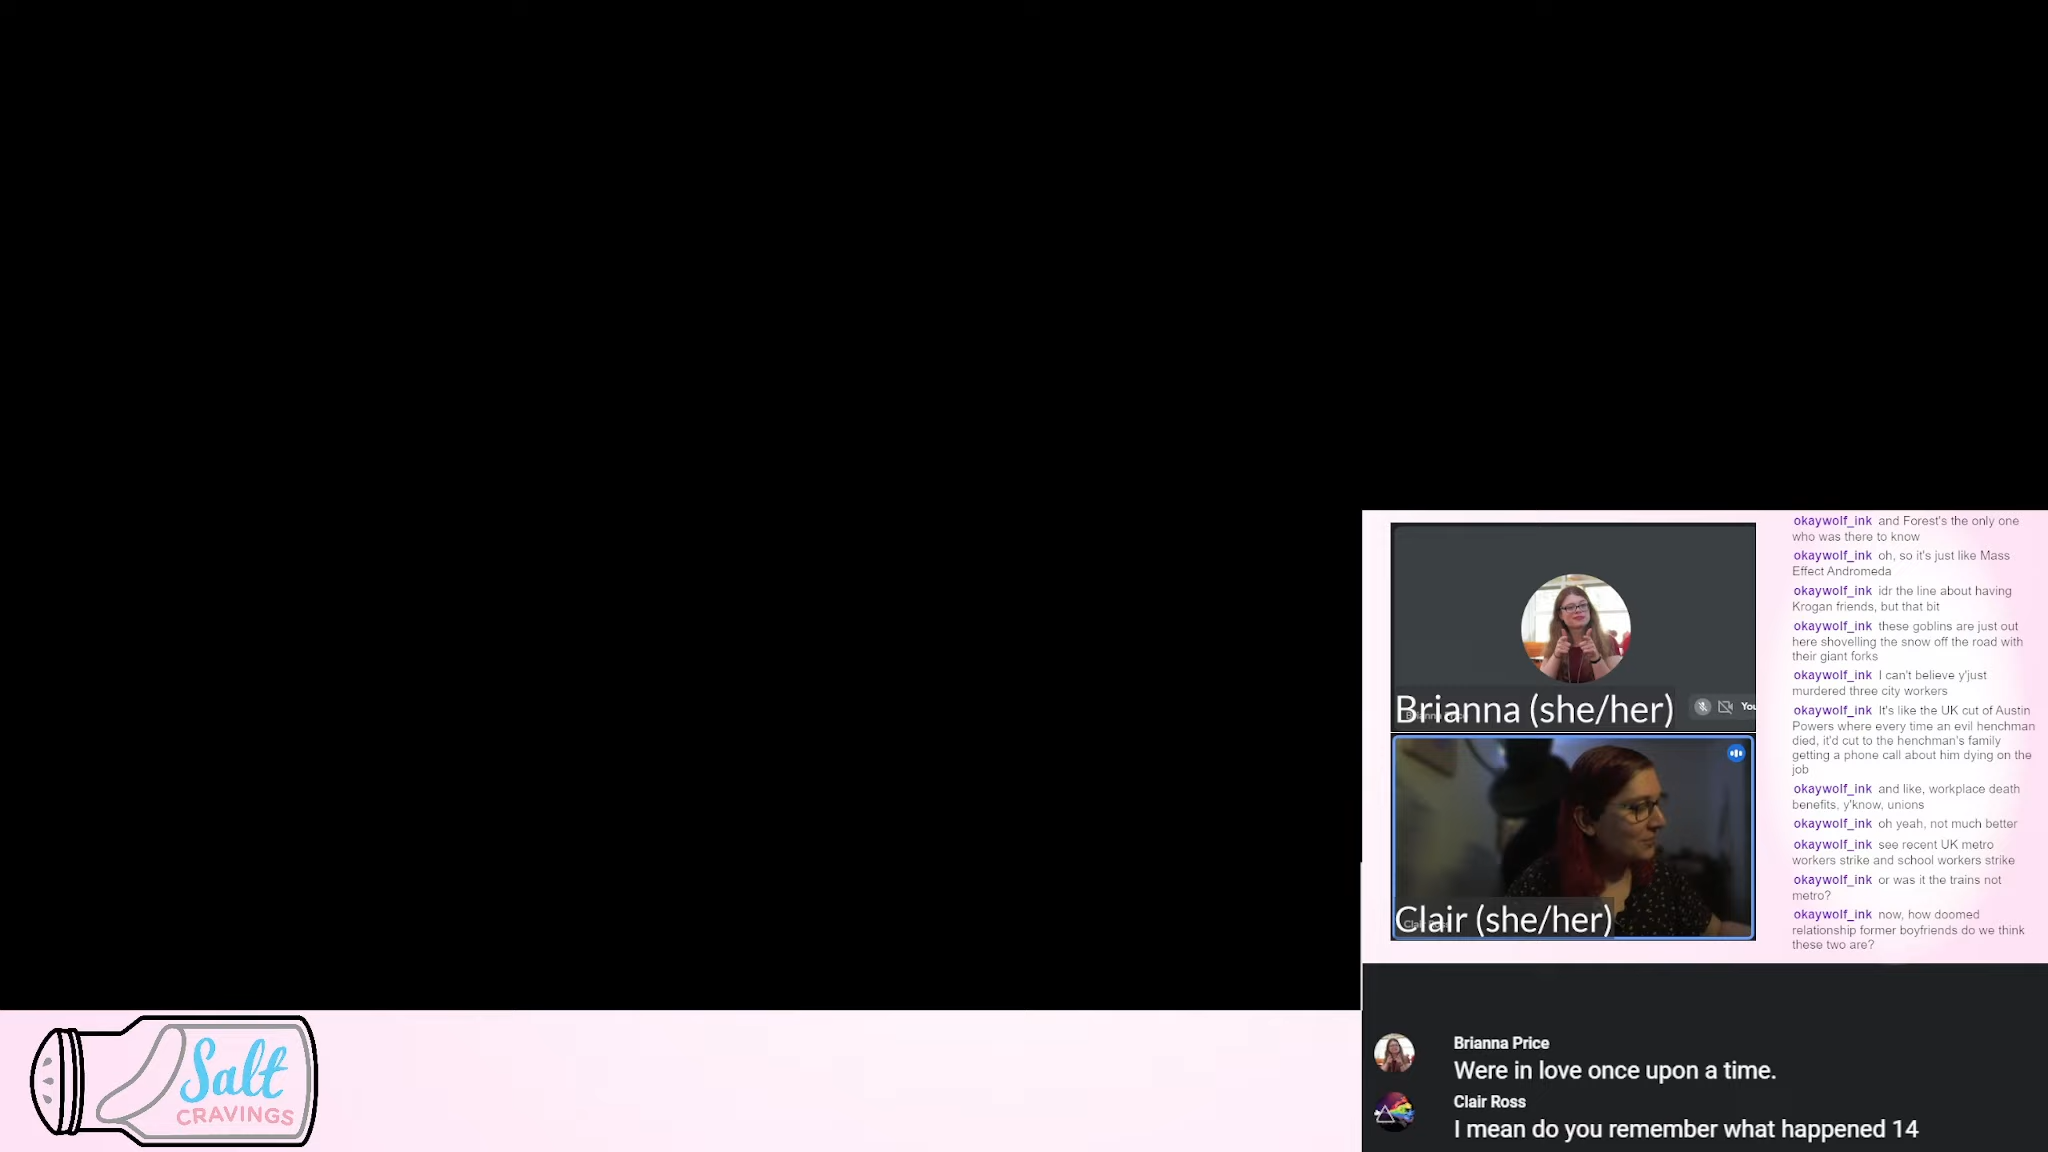 okaywolf_ink and Forest's the only one
who was there to know
okaywolf_ink oh, so it's just like Mass
Effect Andromeda
okaywolf_ink idr the line about having
Krogan friends, but that bit
okaywolf_ink these goblins are just out
here shovelling the snow off the road with
their giant forks
okaywolf_ink I can't believe y'just
murdered three city workers
okaywolf_ink It's like the UK cut of Austin
Powers where every time an evil henchman
died, it'd cut to the henchman's family
getting a phone call about him dying on the
job
okaywolf_ink and like, workplace death
benefits, y'know, unions
okaywolf_ink oh yeah, not much better
okaywolf_ink see recent UK metro
workers strike and school workers strike
okaywolf_ink or was it the trains not
metro?
okaywolf_ink now, how doomed
relationship former boyfriends do we think
these two are?
Brianna (she/her)
You
Clair (she/her)
Brianna Price
Were in love once upon a time.
Clair Ross
I mean do you remember what happened 14
Salt
CRAVINGS